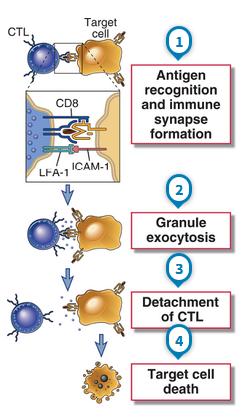 CTL
Target
cell
1
Antigen
recognition
and immune
synapse
formation
CD8
LFA-1
ICAM-1
2
Granule
exocytosis
3
Detachment
of CTL
4
Target cell
death